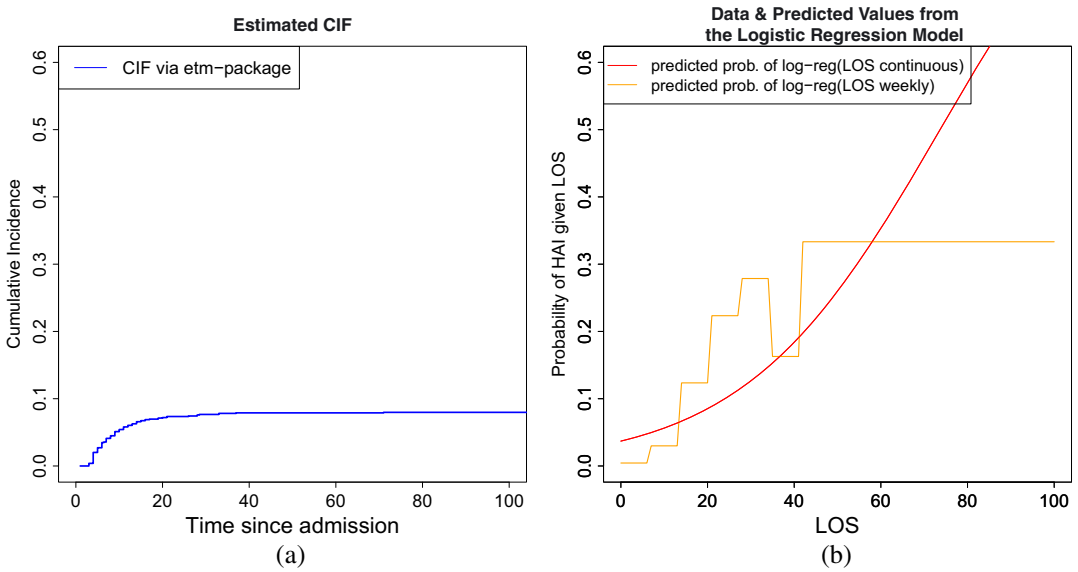 Estimated CIF
CIF via etm−package
Cumulative Incidence
0.0 0.1 0.2 0.3 0.4 0.5 0.6
0 20 40 60 80 100
Time since admission
(a)
Data & Predicted Values from
the Logistic Regression Model
predicted prob. of log−reg(LOS continuous)
predicted prob. of log−reg(LOS weekly)
Probability of HAI given LOS
0.0 0.1 0.2 0.3 0.4 0.5 0.6
0 20 40 60 80 100
LOS
(b)